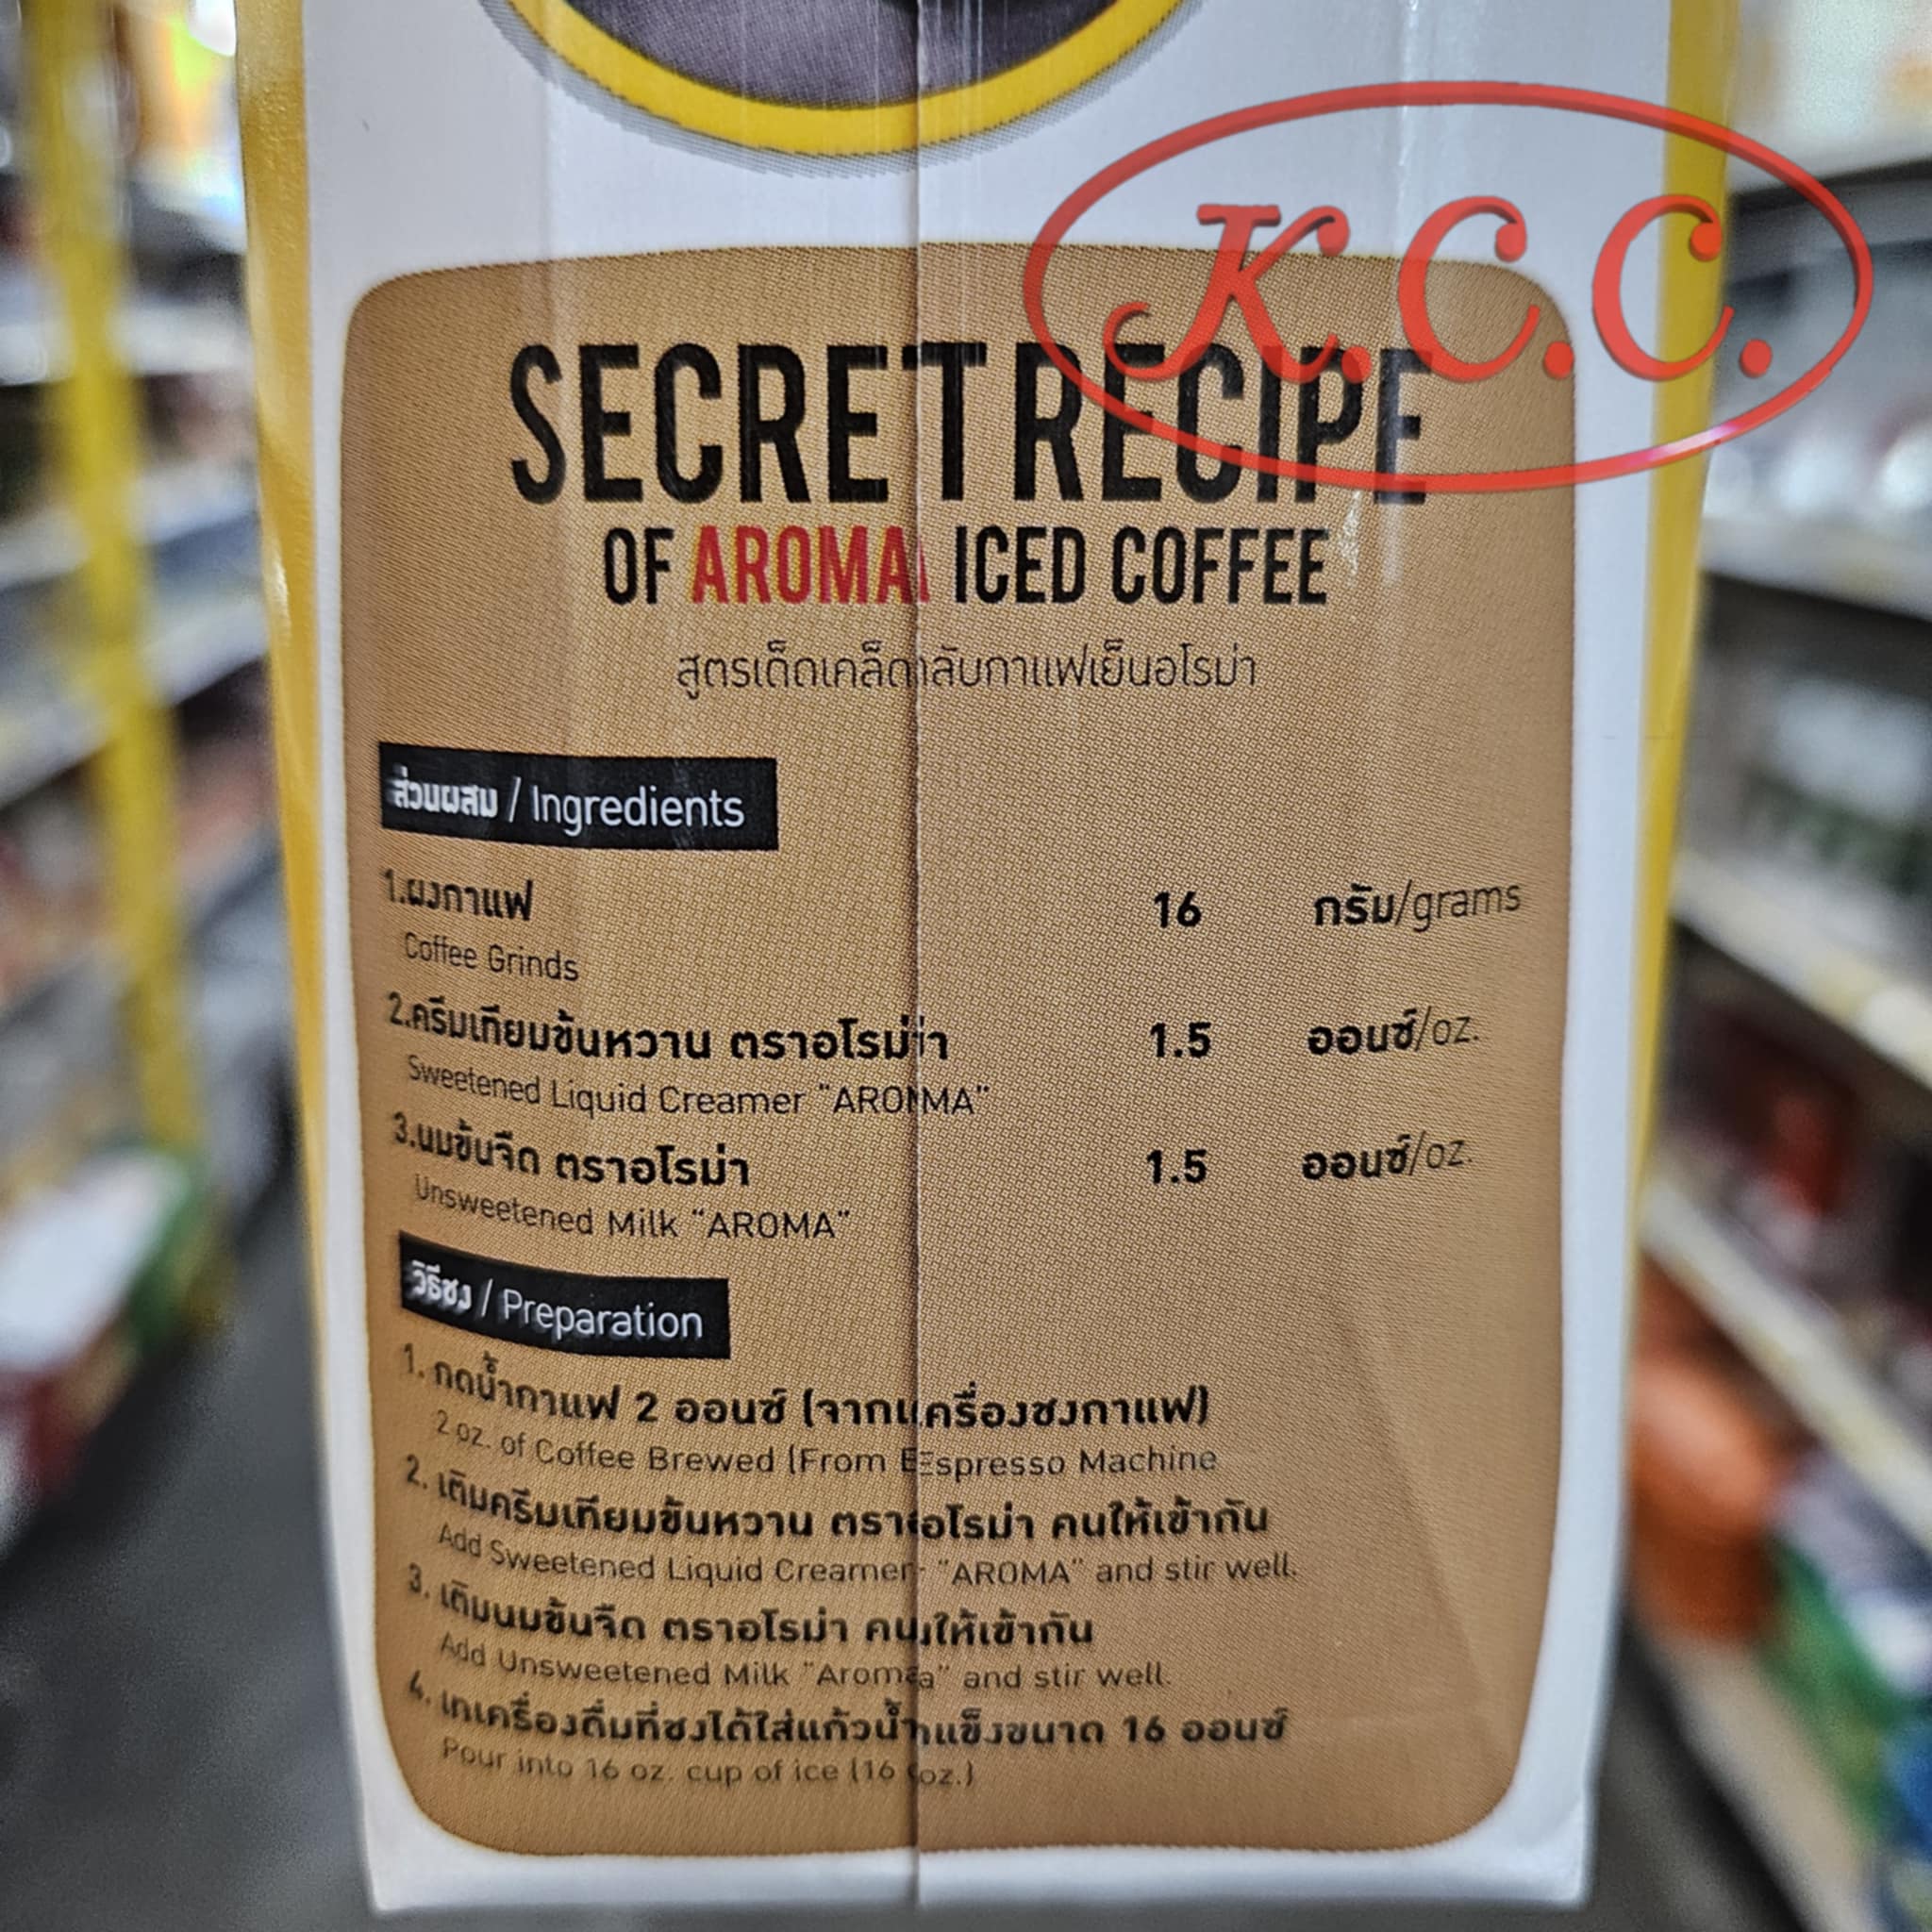 K.C.C.
SECRET RECIPE
OF AROMA ICED COFFEE
สูตรเด็ดเคล็ดลับกาแฟเย็นอโรม่า
ส่วนผสม / Ingredients
1.ผงกาแฟ 16 กรัม/grams
Coffee Grinds
2.ครีมเทียมข้นหวาน ตราอโรม่า 1.5 ออนซ์/oz.
Sweetened Liquid Creamer "AROMA"
3.นมข้นจืด ตราอโรม่า 1.5 ออนซ์/oz.
Unsweetened Milk "AROMA"
วิธีชง / Preparation
1. กดน้ำกาแฟ 2 ออนซ์ (จากเครื่องชงกาแฟ)
2 oz. of Coffee Brewed (From Espresso Machine
2. เติมครีมเทียมข้นหวาน ตราอโรม่า คนให้เข้ากัน
Add Sweetened Liquid Creamer "AROMA" and stir well.
3. เติมนมข้นจืด ตราอโรม่า คนให้เข้ากัน
Add Unsweetened Milk "Aroma" and stir well.
4. เทเครื่องดื่มที่ชงได้ใส่แก้วน้ำแข็งขนาด 16 ออนซ์
Pour into 16 oz. cup of ice (16 oz.)